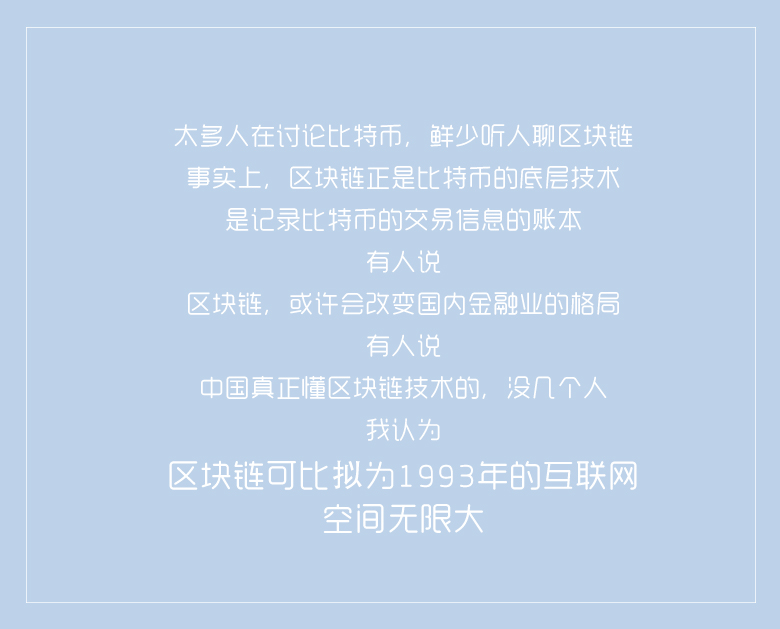 太多人在讨论比特币，鲜少听人聊区块链
事实上，区块链正是比特币的底层技术
是记录比特币的交易信息的账本
有人说
区块链，或许会改变国内金融业的格局
有人说
中国真正懂区块链技术的，没几个人
我认为
区块链可比拟为1993年的互联网
空间无限大